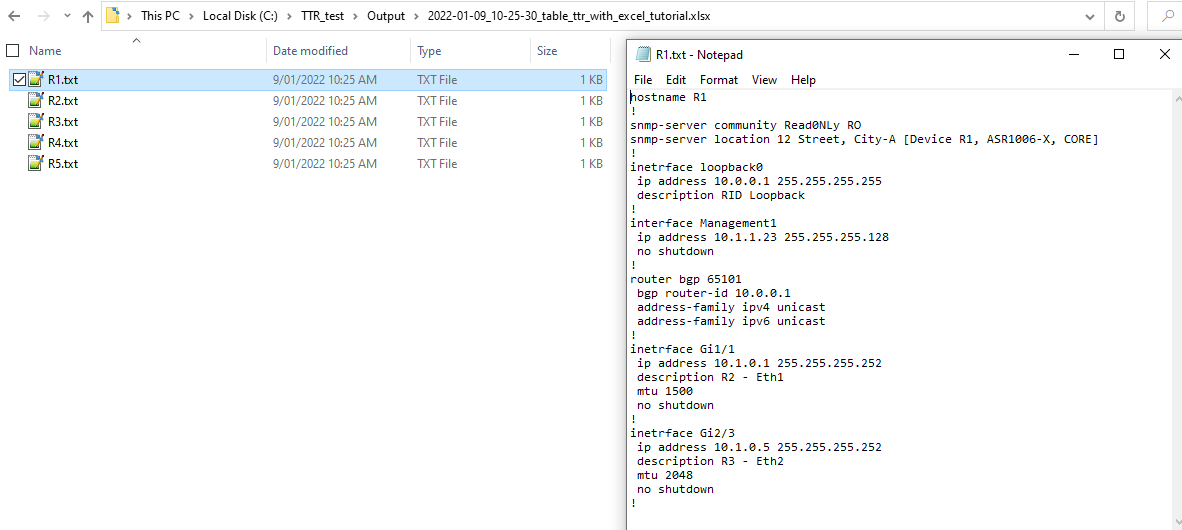 This PC > Local Disk (C:) > TTR_test > Output > 2022-01-09_10-25-30_table_ttr_with_excel_tutorial.xlsx
Name Date modified Type Size
R1.txt 9/01/2022 10:25 AM TXT File 1 KB
R2.txt 9/01/2022 10:25 AM TXT File 1 KB
R3.txt 9/01/2022 10:25 AM TXT File 1 KB
R4.txt 9/01/2022 10:25 AM TXT File 1 KB
R5.txt 9/01/2022 10:25 AM TXT File 1 KB
R1.txt - Notepad
File Edit Format View Help
hostname R1
!
snmp-server community Read0NLy RO
snmp-server location 12 Street, City-A [Device R1, ASR1006-X, CORE]
!
inetrface loopback0
 ip address 10.0.0.1 255.255.255.255
 description RID Loopback
!
interface Management1
 ip address 10.1.1.23 255.255.255.128
 no shutdown
!
router bgp 65101
 bgp router-id 10.0.0.1
 address-family ipv4 unicast
 address-family ipv6 unicast
!
inetrface Gi1/1
 ip address 10.1.0.1 255.255.255.252
 description R2 - Eth1
 mtu 1500
 no shutdown
!
inetrface Gi2/3
 ip address 10.1.0.5 255.255.255.252
 description R3 - Eth2
 mtu 2048
 no shutdown
!